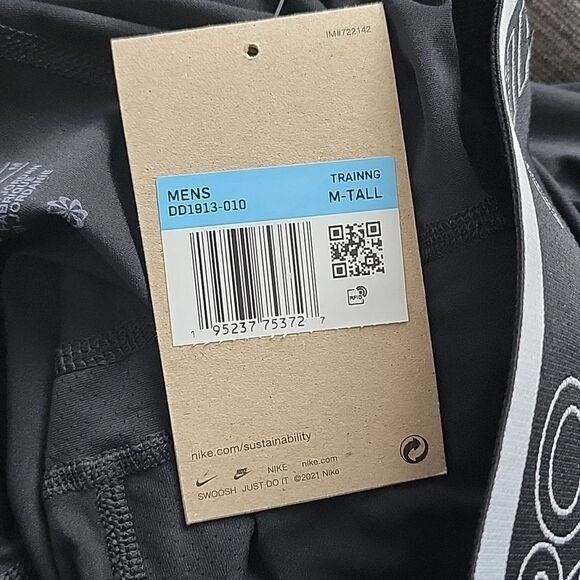 IM#722142
MENS TRAINNG
DD1913-010 M-TALL
RFID
1 95237 75372 7
nike.com/sustainability
NIKE nike.com
SWOOSH JUST DO IT ©2021 Nike